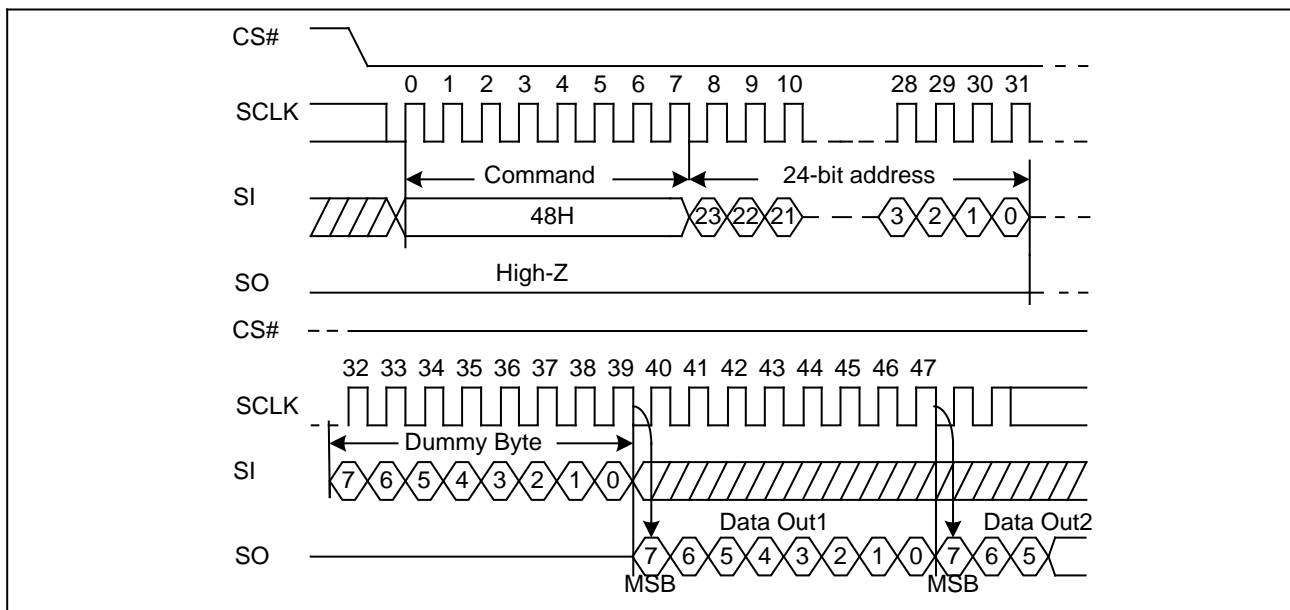 CS#
0 1 2 3 4 5 6 7 8 9 10 28 29 30 31
SCLK
Command 24-bit address
SI
48H 23 22 21 3 2 1 0
High-Z
SO
CS#
32 33 34 35 36 37 38 39 40 41 42 43 44 45 46 47
SCLK
Dummy Byte
SI
7 6 5 4 3 2 1 0
Data Out1 Data Out2
SO
7 6 5 4 3 2 1 0 7 6 5
MSB MSB